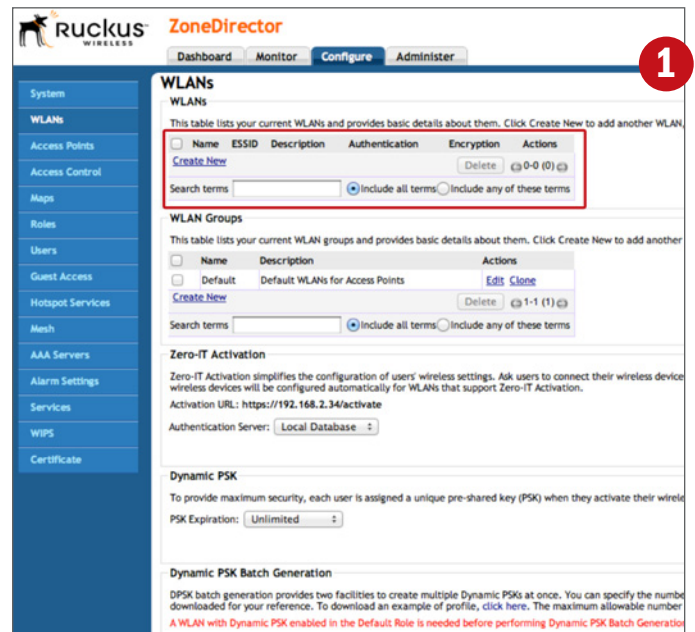 RUCKUS
WIRELESS
ZoneDirector
Dashboard Monitor Configure Administer
1
System
WLANs
Access Points
Access Control
Maps
Roles
Users
Guest Access
Hotspot Services
Mesh
AAA Servers
Alarm Settings
Services
WIPS
Certificate
WLANs
WLANs
This table lists your current WLANs and provides basic details about them. Click Create New to add another WLAN,
Name ESSID Description Authentication Encryption Actions
Create New Delete 0-0 (0)
Search terms Include all terms Include any of these terms
WLAN Groups
This table lists your current WLAN groups and provides basic details about them. Click Create New to add another
Name Description Actions
Default Default WLANs for Access Points Edit Clone
Create New Delete 1-1 (1)
Search terms Include all terms Include any of these terms
Zero-IT Activation
Zero-IT Activation simplifies the configuration of users' wireless settings. Ask users to connect their wireless device
wireless devices will be configured automatically for WLANs that support Zero-IT Activation.
Activation URL: https://192.168.2.34/activate
Authentication Server: Local Database
Dynamic PSK
To provide maximum security, each user is assigned a unique pre-shared key (PSK) when they activate their wirele
PSK Expiration: Unlimited
Dynamic PSK Batch Generation
DPSK batch generation provides two facilities to create multiple Dynamic PSKs at once. You can specify the numbe
downloaded for your reference. To download an example of profile, click here. The maximum allowable number
A WLAN with Dynamic PSK enabled in the Default Role is needed before performing Dynamic PSK Batch Generation